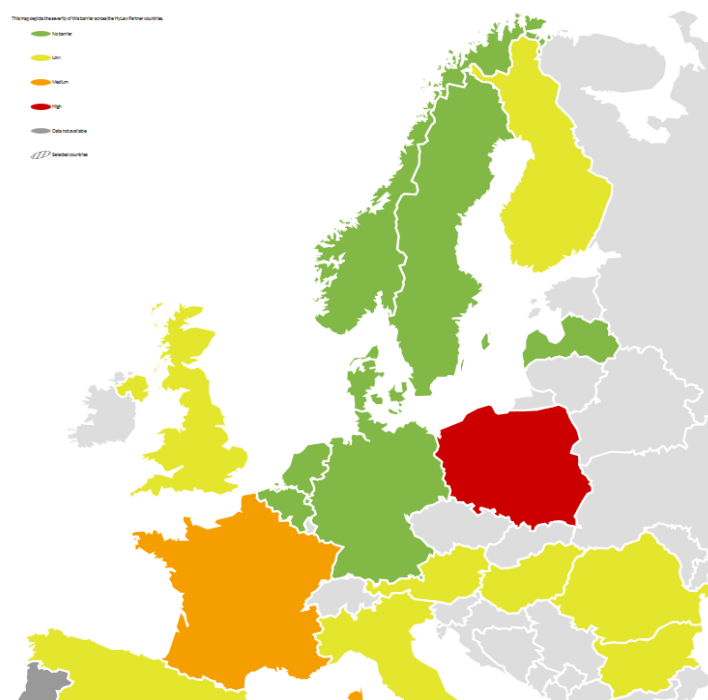 This map depicts the severity of this barrier across the HyLaw Partner countries.
No barrier
Low
Medium
High
Data not available
Selected countries